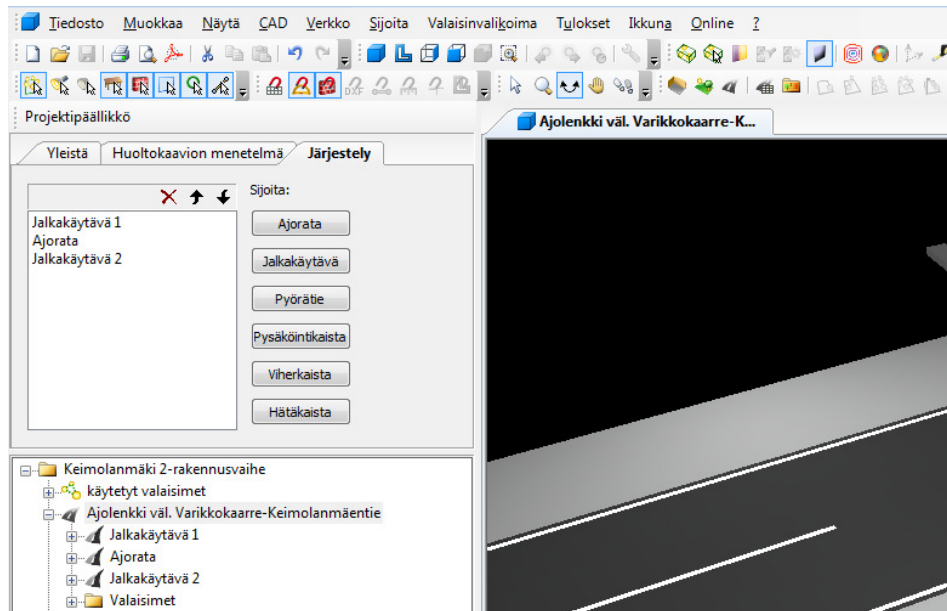 Tiedosto Muokkaa Näytä CAD Verkko Sijoita Valaisinvalikoima Tulokset Ikkuna Online ?
Projektipäällikkö
Yleistä Huoltokaavion menetelmä Järjestely
Sijoita:
Jalkakäytävä 1
Ajorata
Jalkakäytävä 2
Ajorata
Jalkakäytävä
Pyörätie
Pysäköintikaista
Viherkaista
Hätäkaista
Keimolanmäki 2-rakennusvaihe
käytetyt valaisimet
Ajolenkki väl. Varikkokaarre-Keimolanmäentie
Jalkakäytävä 1
Ajorata
Jalkakäytävä 2
Valaisimet
Ajolenkki väl. Varikkokaarre-K...